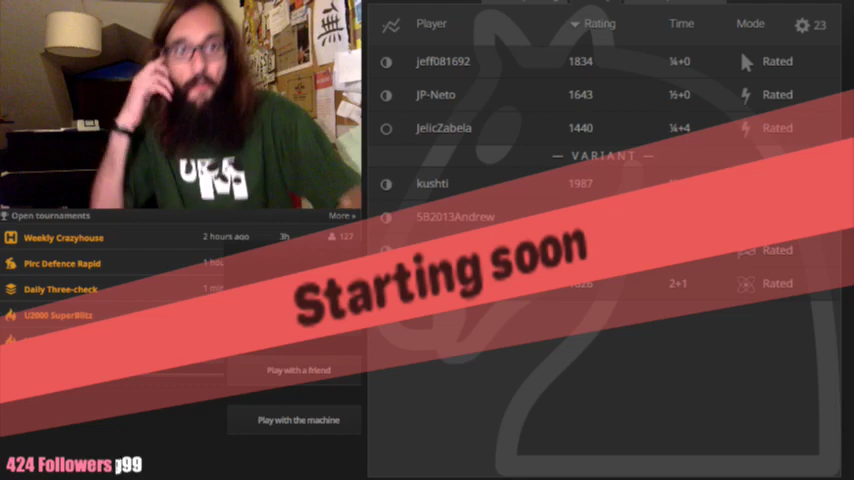 無
Player Rating Time Mode 23
jeff081692 1834 ¼+0 Rated
JP-Neto 1643 ½+0 Rated
JelicZabela 1440 ¼+4 Rated
— VARIANT —
kushti 1987 Rated
5B2013Andrew
Rated
2+1 Rated
Open tournaments More »
Weekly Crazyhouse 2 hours ago 3h 127
Pirc Defence Rapid
Daily Three-check
U2000 SuperBlitz
Starting soon
Play with a friend
Play with the machine
424 Followers